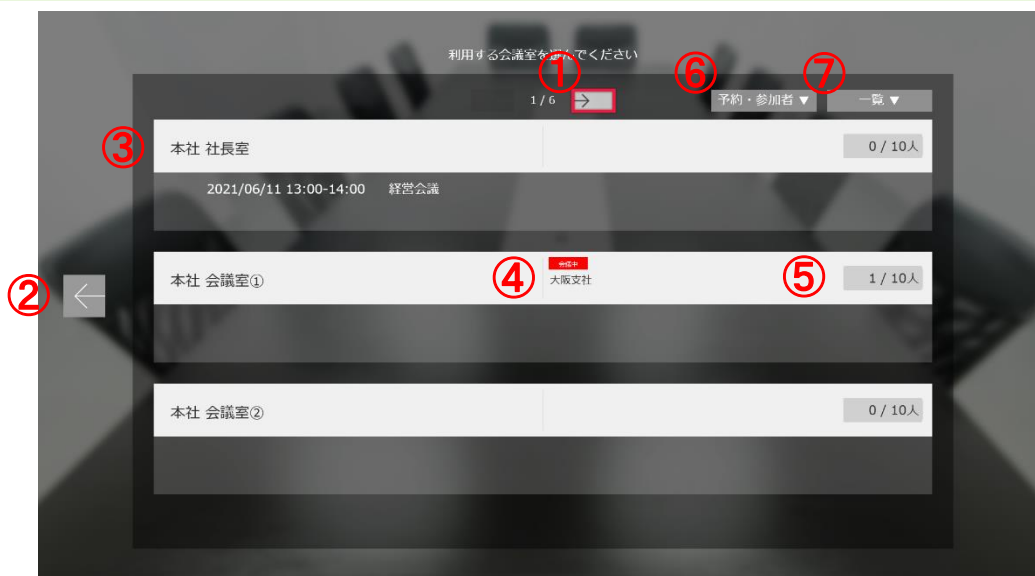 利用する会議室を選んでください
①
⑥
⑦
1 / 6
予約・参加者 ▼
一覧 ▼
③
本社 社長室
0 / 10人
2021/06/11 13:00-14:00 経営会議
②
本社 会議室①
④
会議中
大阪支社
⑤
1 / 10人
本社 会議室②
0 / 10人